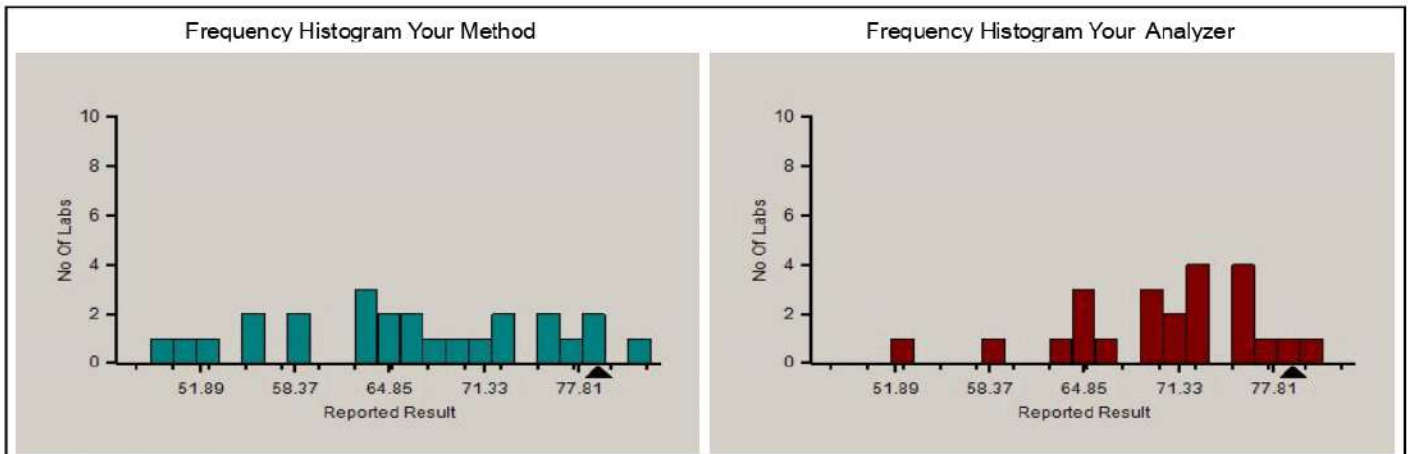 Frequency Histogram Your Method
10
8
6
4
2
0
No Of Labs
51.89 58.37 64.85 71.33 77.81
Reported Result
Frequency Histogram Your Analyzer
10
8
6
4
2
0
No Of Labs
51.89 58.37 64.85 71.33 77.81
Reported Result